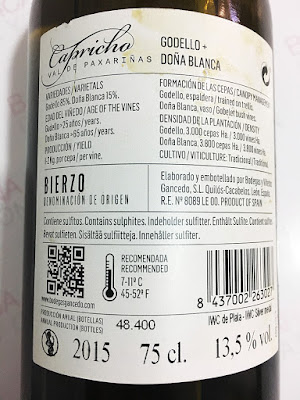 Capricho
VAL DE PAXARIÑAS
GODELLO +
DOÑA BLANCA
VARIEDADES/VARIETALS
Godello 85%, Doña Blanca 15%.
EDAD DEL VIÑEDO / AGE OF THE VINES
Godello >25 años/years.
Doña Blanca >65 años/years.
PRODUCCIÓN / YIELD
<2 Kg. por cepa/per vine.
FORMACIÓN DE LAS CEPAS / CANOPY
Godello, espaldera / trained on trellis.
Doña Blanca, vaso / Gobelet bush vines.
DENSIDAD DE LA PLANTACIÓN / DENSITY
Godello, 3.000 cepas Ha. / 3.000 vines Ha.
Doña Blanca, 3.800 cepas Ha. / 3.800 vines Ha.
CULTIVO / VITICULTURE: Tradicional / Traditional
BIERZO
DENOMINACIÓN DE ORIGEN
Elaborado y embotellado por Bodegas y Viñedos
Gancedo, S.L. Quilós-Cacabelos, León, España
R.E. Nº 8089 LE 00. PRODUCT OF SPAIN
Contiene sulfitos. Contains sulphites. Indeholder sulfitter. Enthält Sulfite. Contient sulfites.
Bevat sulfieten. Sisältää sulfiitteja. Innehåller sulfiter.
RECOMENDADA
RECOMMENDED
7-11º C
45-52º F
www.bodegasgancedo.com
8 437002 263027
PRODUCCIÓN ANUAL (BOTELLAS)
ANNUAL PRODUCTION (BOTTLES)
48.400
IWC de Plata - IWC Silver medal
2015
75 cl.
13,5 % vol.